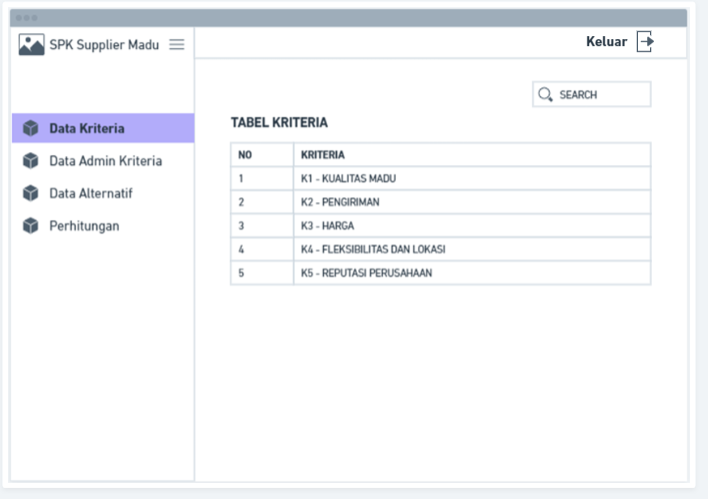 SPK Supplier Madu
Keluar
SEARCH
Data Kriteria
Data Admin Kriteria
Data Alternatif
Perhitungan
TABEL KRITERIA
NO KRITERIA
1 K1 - KUALITAS MADU
2 K2 - PENGIRIMAN
3 K3 - HARGA
4 K4 - FLEKSIBILITAS DAN LOKASI
5 K5 - REPUTASI PERUSAHAAN